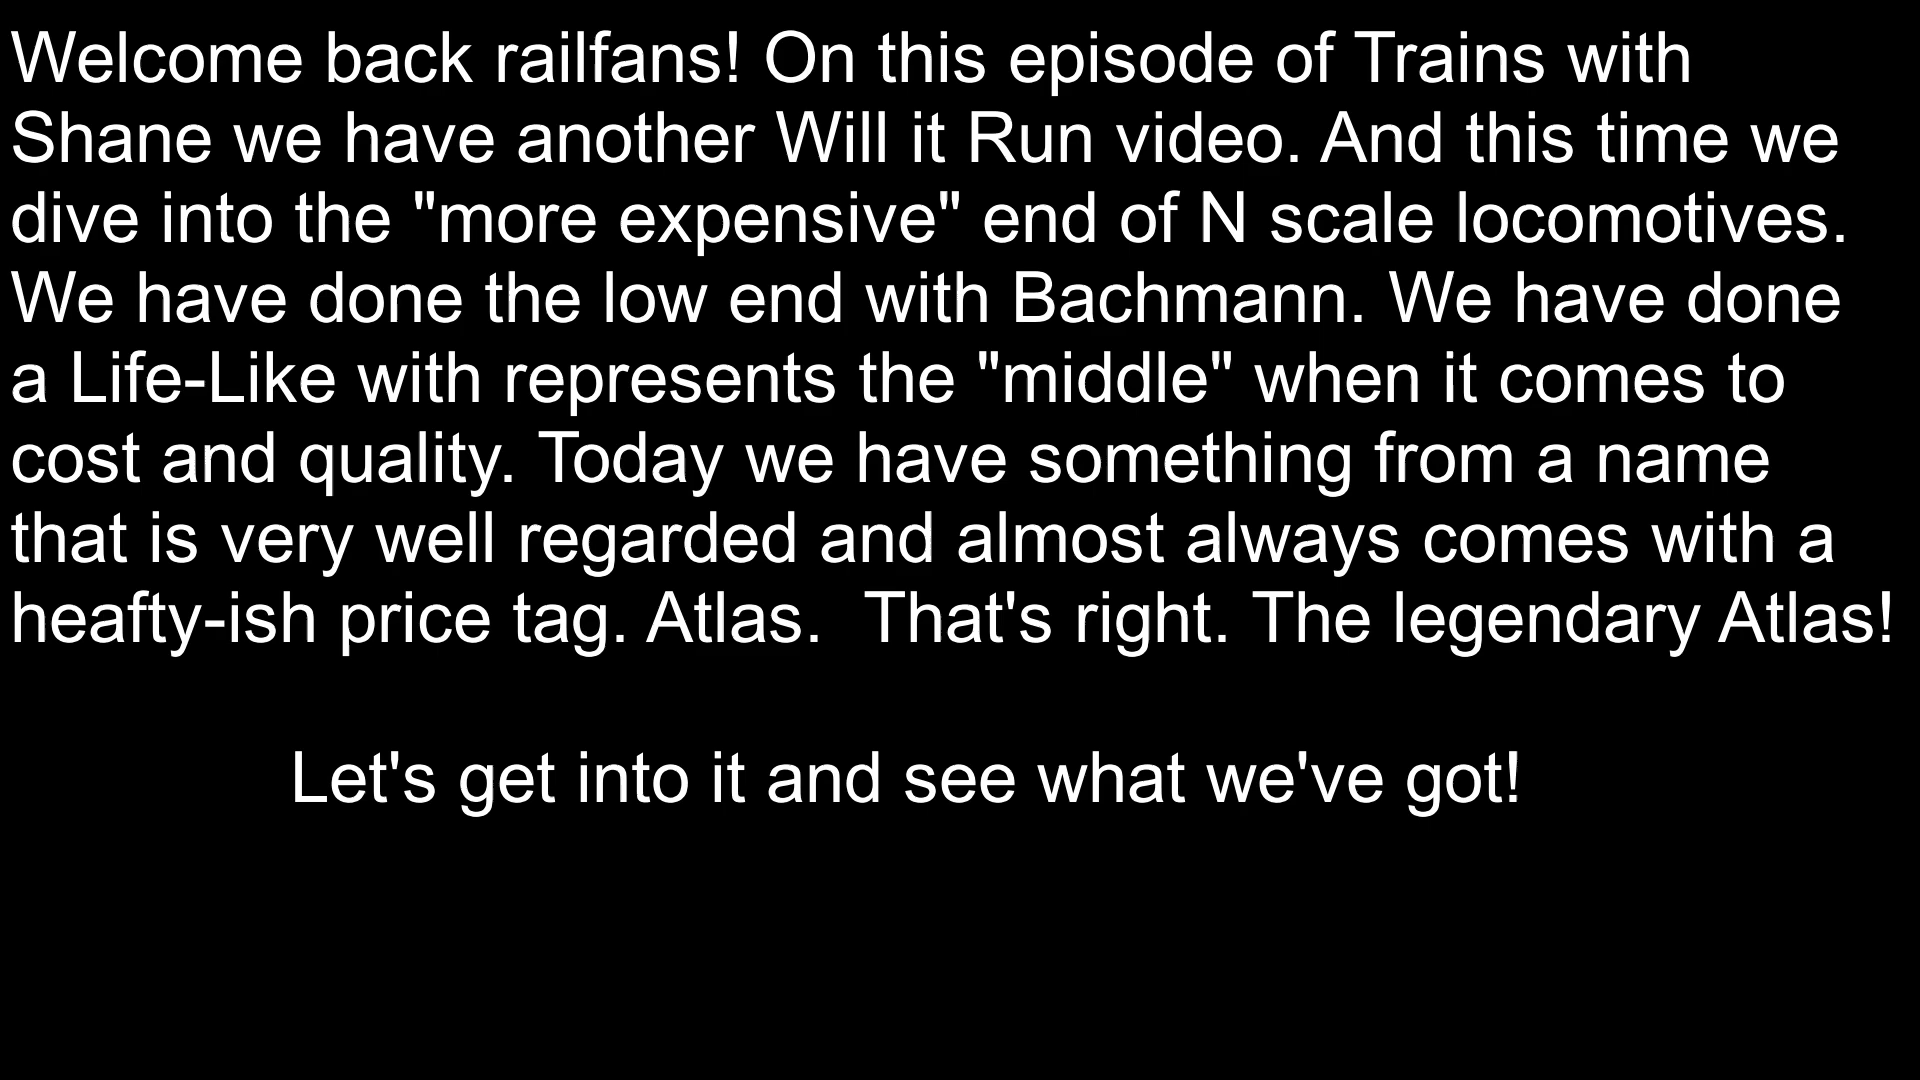 Welcome back railfans! On this episode of Trains with
Shane we have another Will it Run video. And this time we
dive into the "more expensive" end of N scale locomotives.
We have done the low end with Bachmann. We have done
a Life-Like with represents the "middle" when it comes to
cost and quality. Today we have something from a name
that is very well regarded and almost always comes with a
heafty-ish price tag. Atlas.  That's right. The legendary Atlas!
Let's get into it and see what we've got!